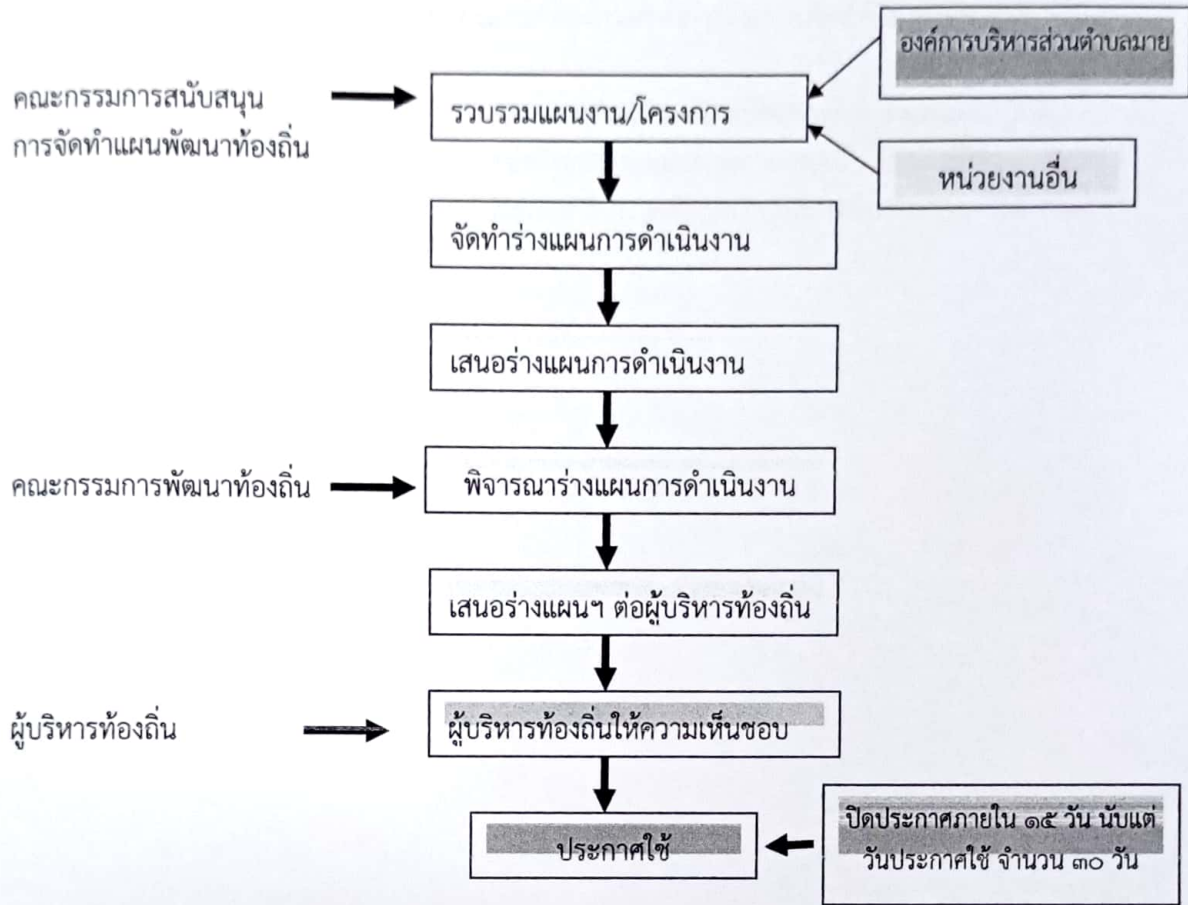 องค์การบริหารส่วนตำบลมาย
คณะกรรมการสนับสนุน
การจัดทำแผนพัฒนาท้องถิ่น
รวบรวมแผนงาน/โครงการ
หน่วยงานอื่น
จัดทำร่างแผนการดำเนินงาน
เสนอร่างแผนการดำเนินงาน
คณะกรรมการพัฒนาท้องถิ่น
พิจารณาร่างแผนการดำเนินงาน
เสนอร่างแผนฯ ต่อผู้บริหารท้องถิ่น
ผู้บริหารท้องถิ่น
ผู้บริหารท้องถิ่นให้ความเห็นชอบ
ประกาศใช้
ปิดประกาศภายใน ๑๕ วัน นับแต่
วันประกาศใช้ จำนวน ๓๐ วัน